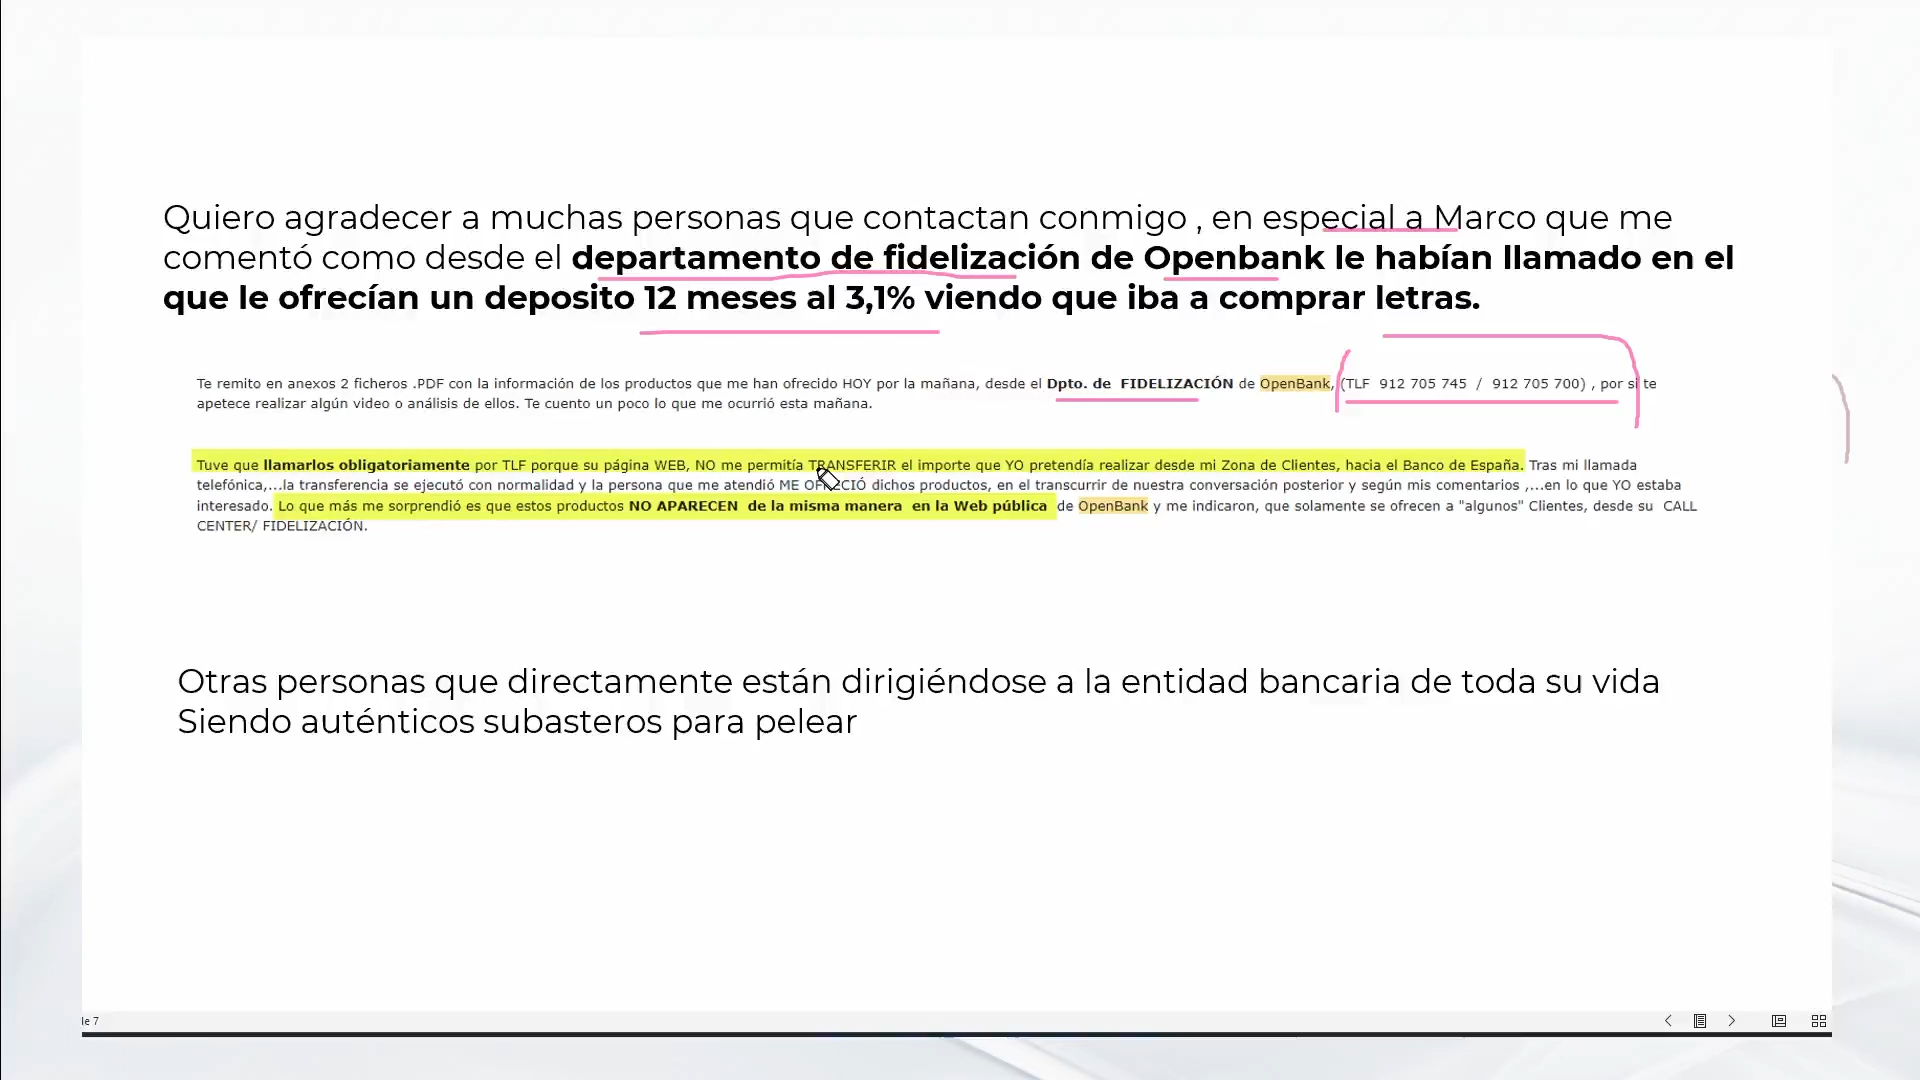 Quiero agradecer a muchas personas que contactan conmigo , en especial a Marco que me
comentó como desde el departamento de fidelización de Openbank le habían llamado en el
que le ofrecían un deposito 12 meses al 3,1% viendo que iba a comprar letras.
Te remito en anexos 2 ficheros .PDF con la información de los productos que me han ofrecido HOY por la mañana, desde el Dpto. de  FIDELIZACIÓN de OpenBank, (TLF  912 705 745  /  912 705 700) , por si te
apetece realizar algún video o análisis de ellos. Te cuento un poco lo que me ocurrió esta mañana.
Tuve que llamarlos obligatoriamente por TLF porque su página WEB, NO me permitía TRANSFERIR el importe que YO pretendía realizar desde mi Zona de Clientes, hacia el Banco de España. Tras mi llamada
telefónica,...la transferencia se ejecutó con normalidad y la persona que me atendió ME OFRECIÓ dichos productos, en el transcurrir de nuestra conversación posterior y según mis comentarios ,...en lo que YO estaba
interesado. Lo que más me sorprendió es que estos productos NO APARECEN  de la misma manera  en la Web pública  de OpenBank y me indicaron, que solamente se ofrecen a "algunos" Clientes, desde su  CALL
CENTER/ FIDELIZACIÓN.
Otras personas que directamente están dirigiéndose a la entidad bancaria de toda su vida
Siendo auténticos subasteros para pelear
le 7